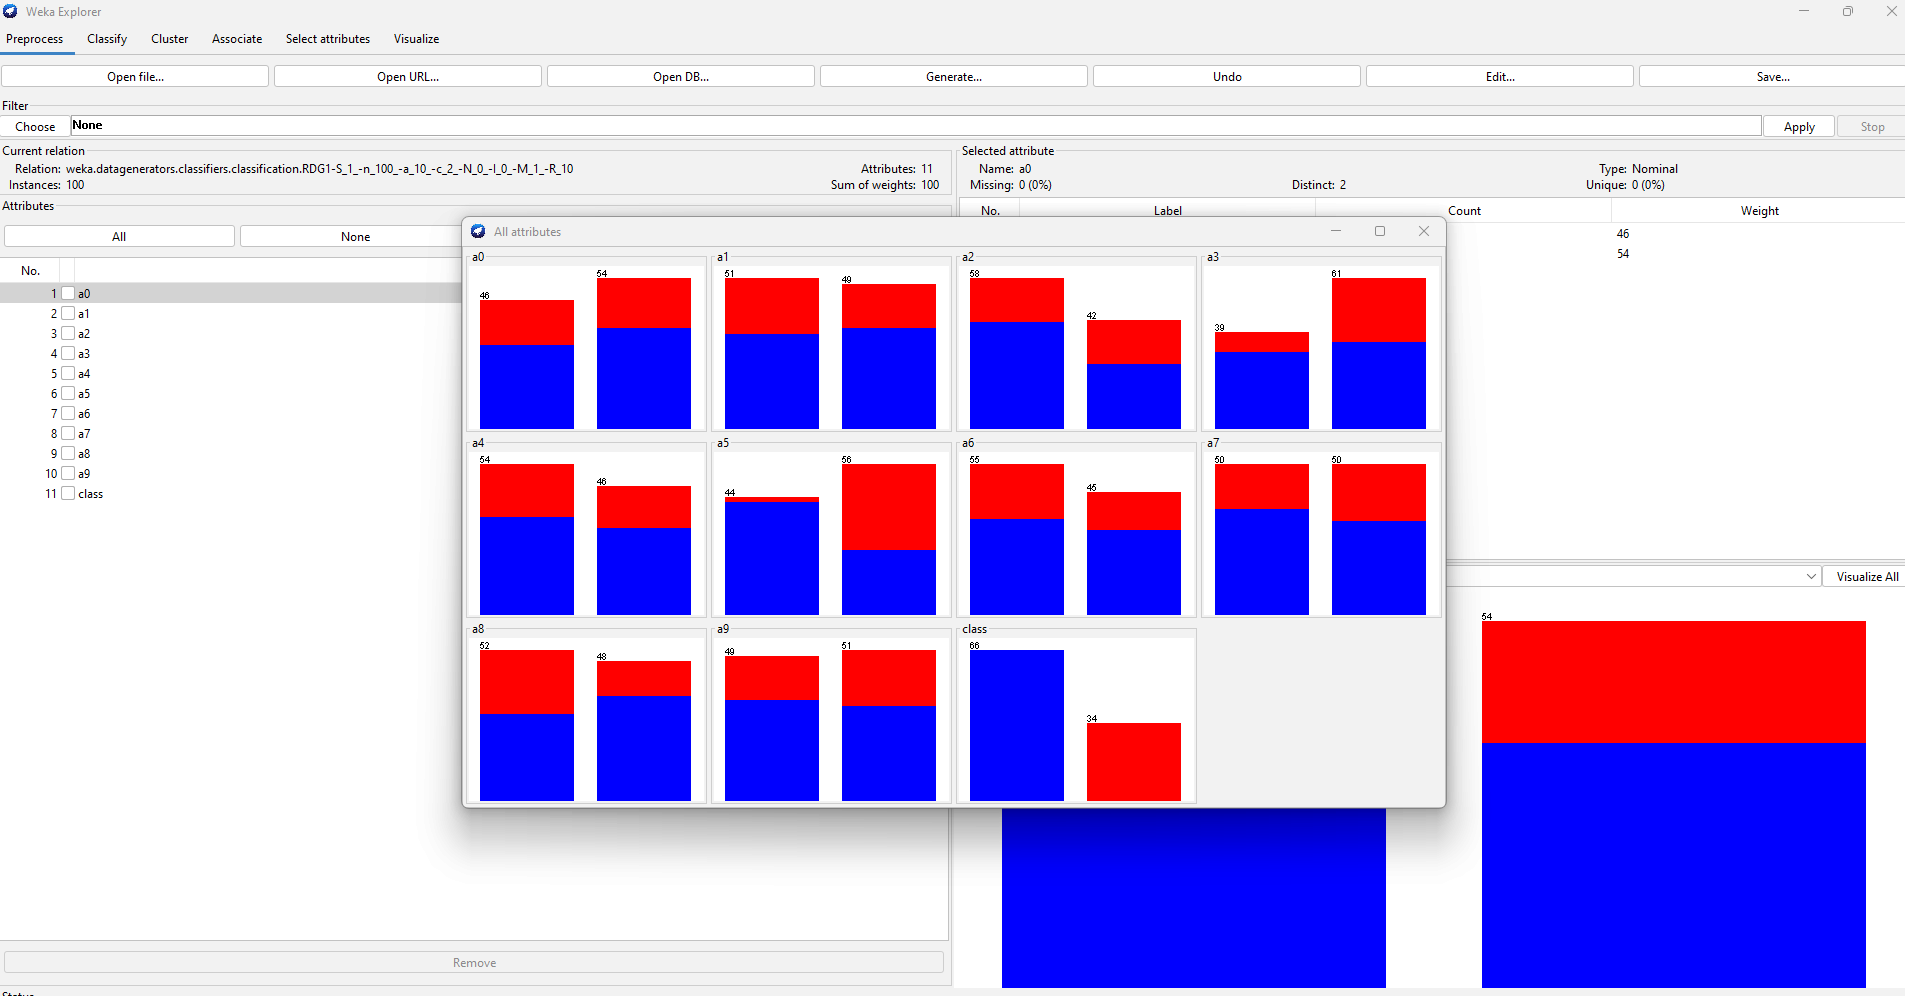 Weka Explorer
Preprocess Classify Cluster Associate Select attributes Visualize
Open file... Open URL... Open DB... Generate... Undo Edit... Save...
Filter
Choose None Apply Stop
Current relation
Relation: weka.datagenerators.classifiers.classification.RDG1-S_1_-n_100_-a_10_-c_2_-N_0_-I_0_-M_1_-R_10 Attributes: 11
Instances: 100 Sum of weights: 100
Selected attribute
Name: a0 Type: Nominal
Missing: 0 (0%) Distinct: 2 Unique: 0 (0%)
No. Label Count Weight
46
54
Attributes
All None
No.
1 a0
2 a1
3 a2
4 a3
5 a4
6 a5
7 a6
8 a7
9 a8
10 a9
11 class
Remove
All attributes
a0 a1 a2 a3
46 54 51 49 58 42 39 61
a4 a5 a6 a7
54 46 44 56 55 45 50 50
a8 a9 class
52 48 49 51 66 34
Visualize All
54